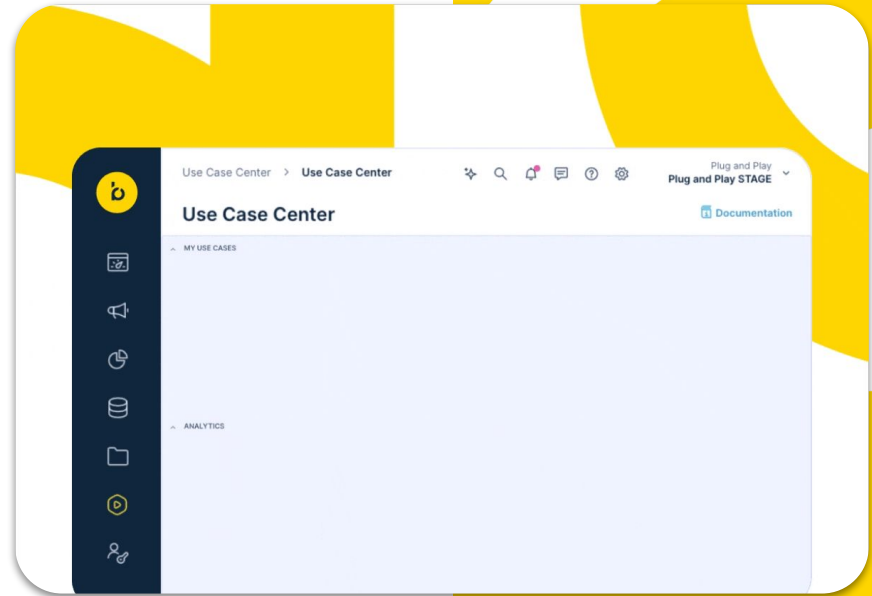 Use Case Center > Use Case Center
Plug and Play
Plug and Play STAGE
Use Case Center
Documentation
MY USE CASES
ANALYTICS